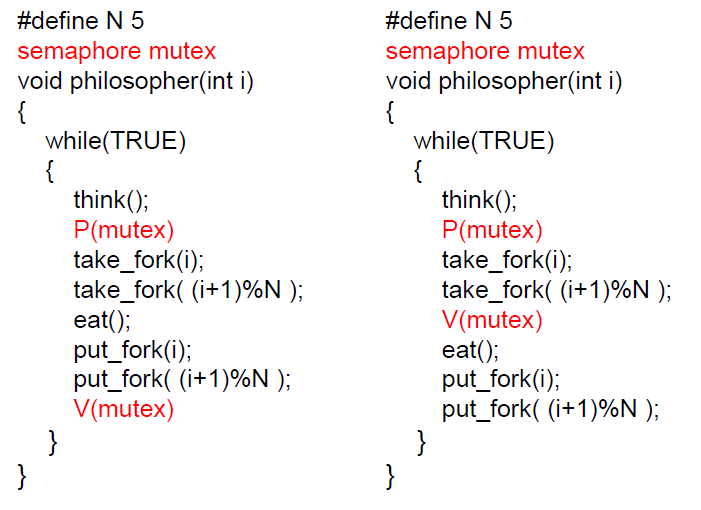 #define N 5
semaphore mutex
void philosopher(int i)
{
while(TRUE)
{
think();
P(mutex)
take_fork(i);
take_fork( (i+1)%N );
eat();
put_fork(i);
put_fork( (i+1)%N );
V(mutex)
}
}
#define N 5
semaphore mutex
void philosopher(int i)
{
while(TRUE)
{
think();
P(mutex)
take_fork(i);
take_fork( (i+1)%N );
V(mutex)
eat();
put_fork(i);
put_fork( (i+1)%N );
}
}